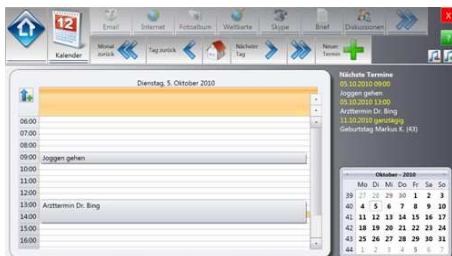 12
Kalender
Email
Internet
Fotoalbum
Weltkarte
Skype
Brief
Diskussionen
X
?
Monat zurück
Tag zurück
Nächster Tag
Neuer Termin
Dienstag, 5. Oktober 2010
06:00
07:00
08:00
09:00 Joggen gehen
10:00
11:00
12:00
13:00 Arzttermin Dr. Bing
14:00
15:00
16:00
Nächste Termine
05.10.2010 09:00
Joggen gehen
05.10.2010 13:00
Arzttermin Dr. Bing
11.10.2010 ganztägig
Geburtstag Markus K. (43)
Oktober - 2010
Mo Di Mi Do Fr Sa So
39 27 28 29 30 1 2 3
40 4 5 6 7 8 9 10
41 11 12 13 14 15 16 17
42 18 19 20 21 22 23 24
43 25 26 27 28 29 30 31
44 1 2 3 4 5 6 7